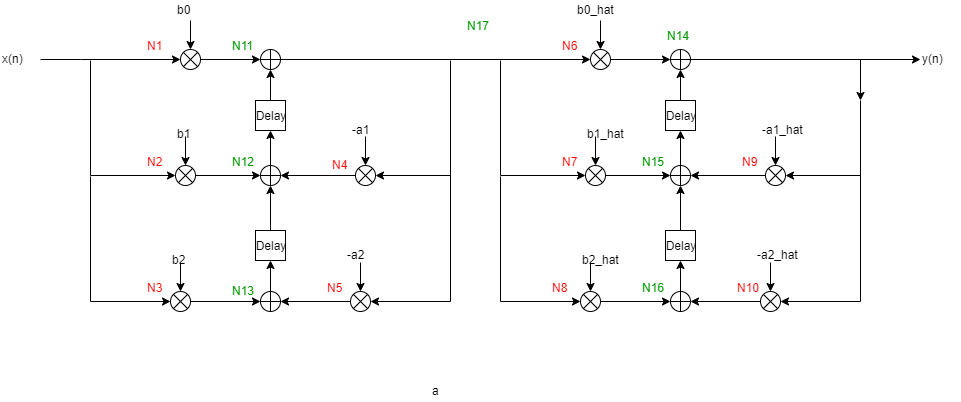 b0
b0_hat
N17
N14
N1
N11
N6
x(n)
y(n)
Delay
Delay
b1
-a1
b1_hat
-a1_hat
N2
N12
N4
N7
N15
N9
Delay
Delay
b2
-a2
b2_hat
-a2_hat
N3
N13
N5
N8
N16
N10
a